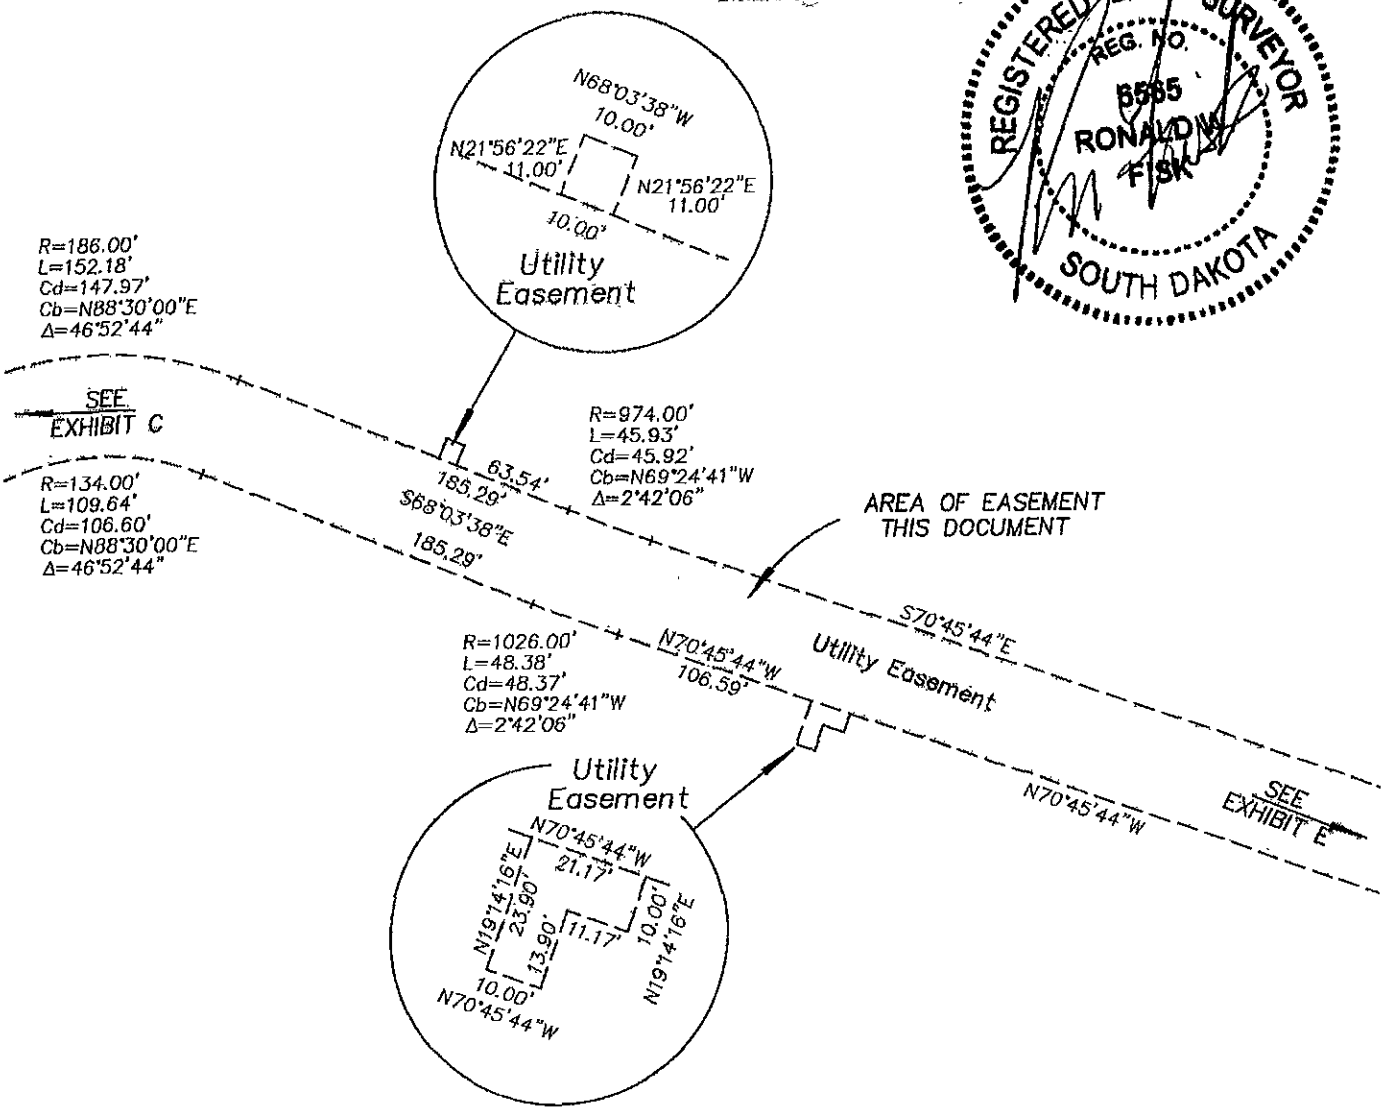 REGISTERED
SURVEYOR
REG. NO.
RONALD W
FISK
SOUTH DAKOTA
N68°03'38"W
10.00'
N21°56'22"E
11.00'
N21°56'22"E
11.00'
10.00'
Utility
Easement
R=186.00'
L=152.18'
Cd=147.97'
Cb=N88°30'00"E
Δ=46°52'44"
SEE
EXHIBIT C
R=134.00'
L=109.64'
Cd=106.60'
Cb=N88°30'00"E
Δ=46°52'44"
63.54'
185.29'
S68°03'38"E
185.29'
R=974.00'
L=45.93'
Cd=45.92'
Cb=N69°24'41"W
Δ=2°42'06"
AREA OF EASEMENT
THIS DOCUMENT
S70°45'44"E
Utility Easement
R=1026.00'
L=48.38'
Cd=48.37'
Cb=N69°24'41"W
Δ=2°42'06"
N70°45'44"W
106.59'
N70°45'44"W
SEE
EXHIBIT E
Utility
Easement
N70°45'44"W
21.17'
N19°14'16"E
23.90'
13.90'
11.17'
10.00'
N19°14'16"E
10.00'
N70°45'44"W